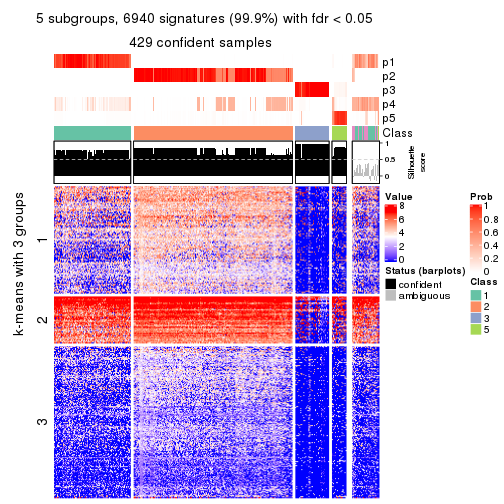 5 subgroups, 6940 signatures (99.9%) with fdr < 0.05
429 confident samples
p1
p2
p3
p4
p5
Class
1
0.5
0
Silhouette
score
k-means with 3 groups
1
2
3
Value
8
6
4
2
0
Status (barplots)
confident
ambiguous
Prob
1
0.8
0.6
0.4
0.2
0
Class
1
2
3
4
5